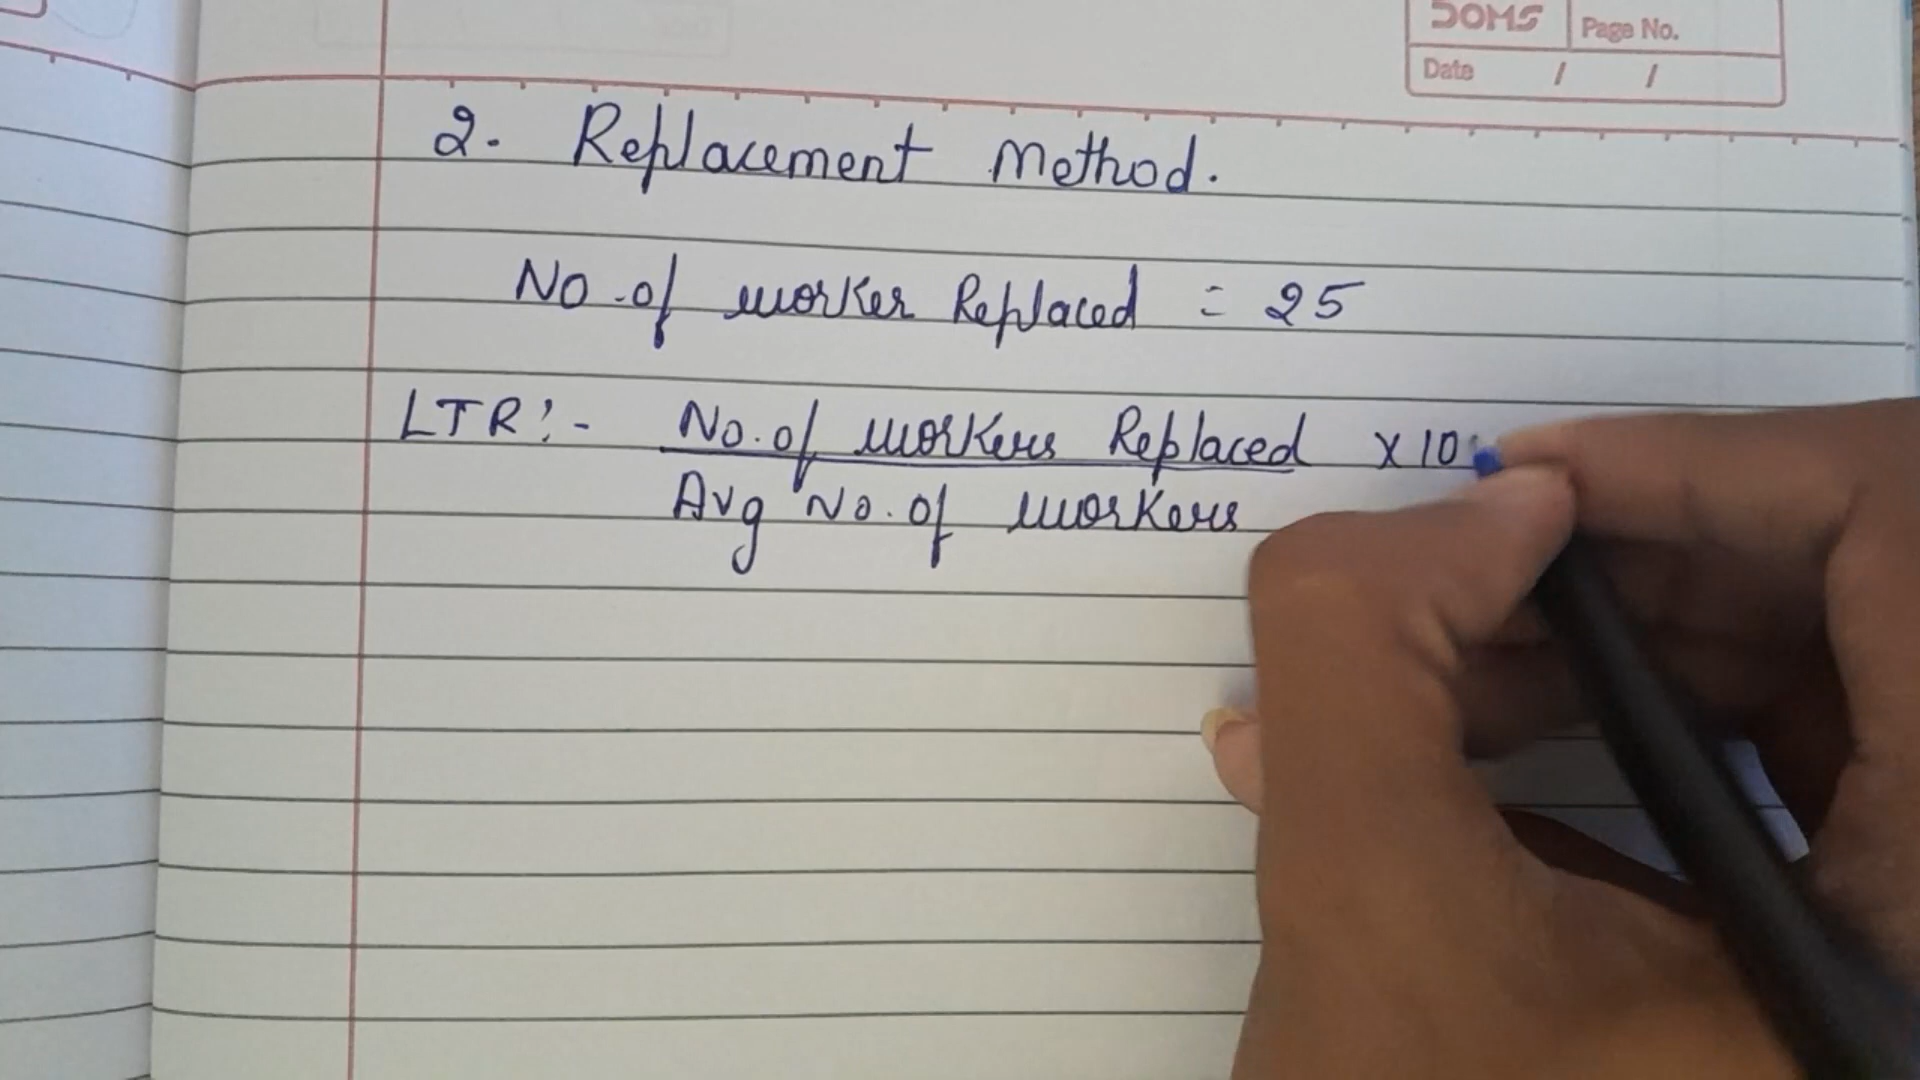 DOMS Page No.
Date / /
2. Replacement Method.
No. of worker Replaced = 25
LTR :- No. of workers Replaced x 10
Avg No. of workers